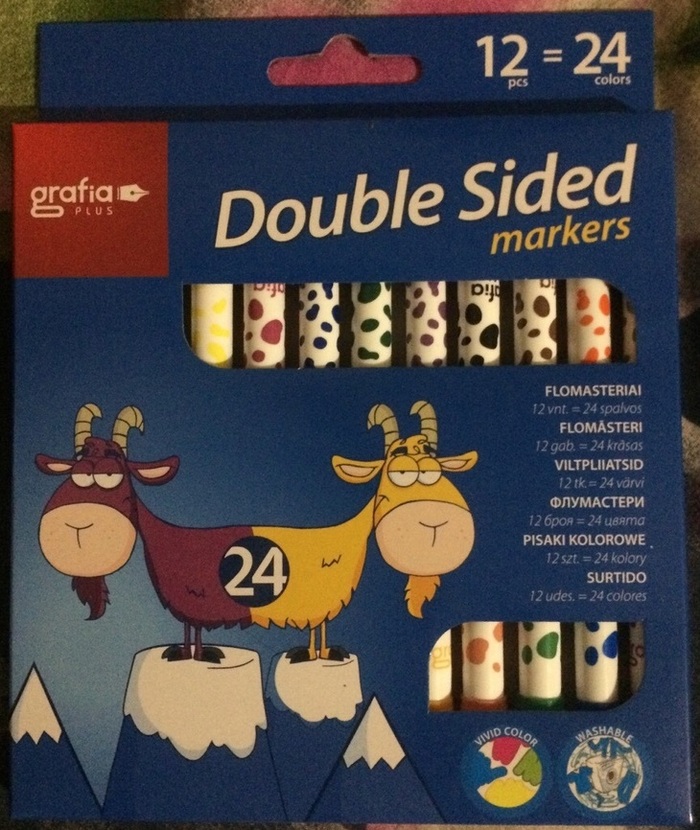 12 = 24
pcs colors
grafia
PLUS
Double Sided
markers
FLOMASTERIAI
12 vnt. = 24 spalvos
FLOMĀSTERI
12 gab. = 24 krāsas
VILTPLIIATSID
12 tk. = 24 värvi
ФЛУМАСТЕРИ
12 броя = 24 цвята
PISAKI KOLOROWE
12 szt. = 24 kolory
SURTIDO
12 udes. = 24 colores
24
VIVID COLOR
WASHABLE